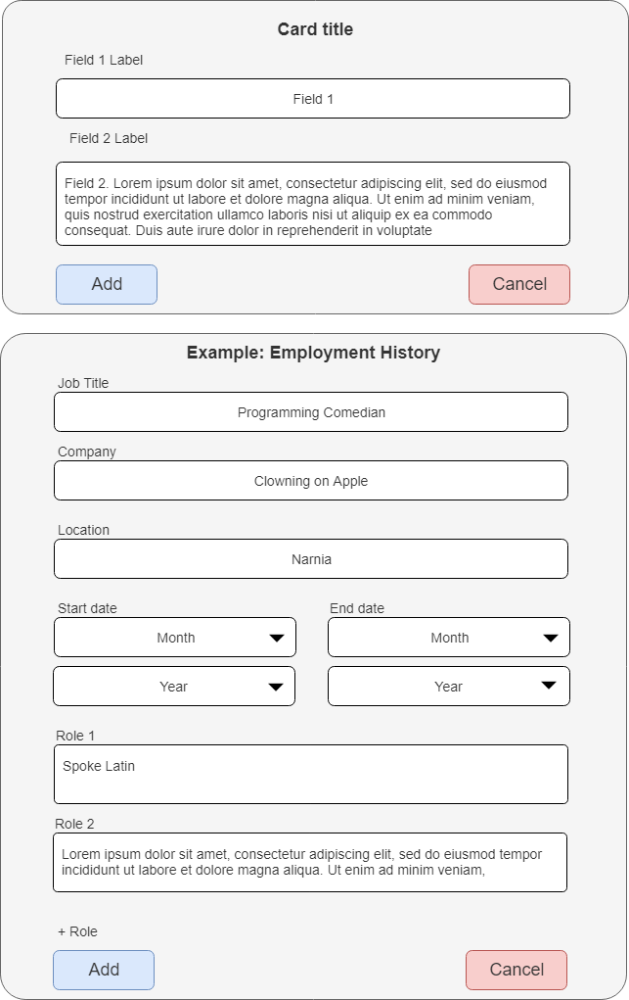 Card title
Field 1 Label
Field 1
Field 2 Label
Field 2. Lorem ipsum dolor sit amet, consectetur adipiscing elit, sed do eiusmod
tempor incididunt ut labore et dolore magna aliqua. Ut enim ad minim veniam,
quis nostrud exercitation ullamco laboris nisi ut aliquip ex ea commodo
consequat. Duis aute irure dolor in reprehenderit in voluptate
Add
Cancel
Example: Employment History
Job Title
Programming Comedian
Company
Clowning on Apple
Location
Narnia
Start date
End date
Month
Month
Year
Year
Role 1
Spoke Latin
Role 2
Lorem ipsum dolor sit amet, consectetur adipiscing elit, sed do eiusmod tempor
incididunt ut labore et dolore magna aliqua. Ut enim ad minim veniam,
+ Role
Add
Cancel